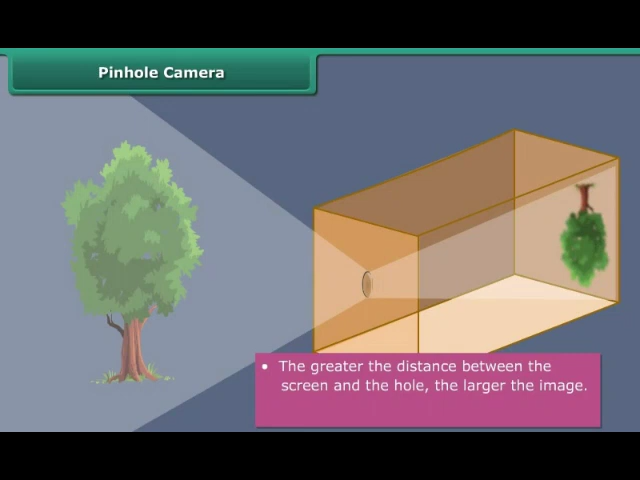 Pinhole Camera
• The greater the distance between the
screen and the hole, the larger the image.